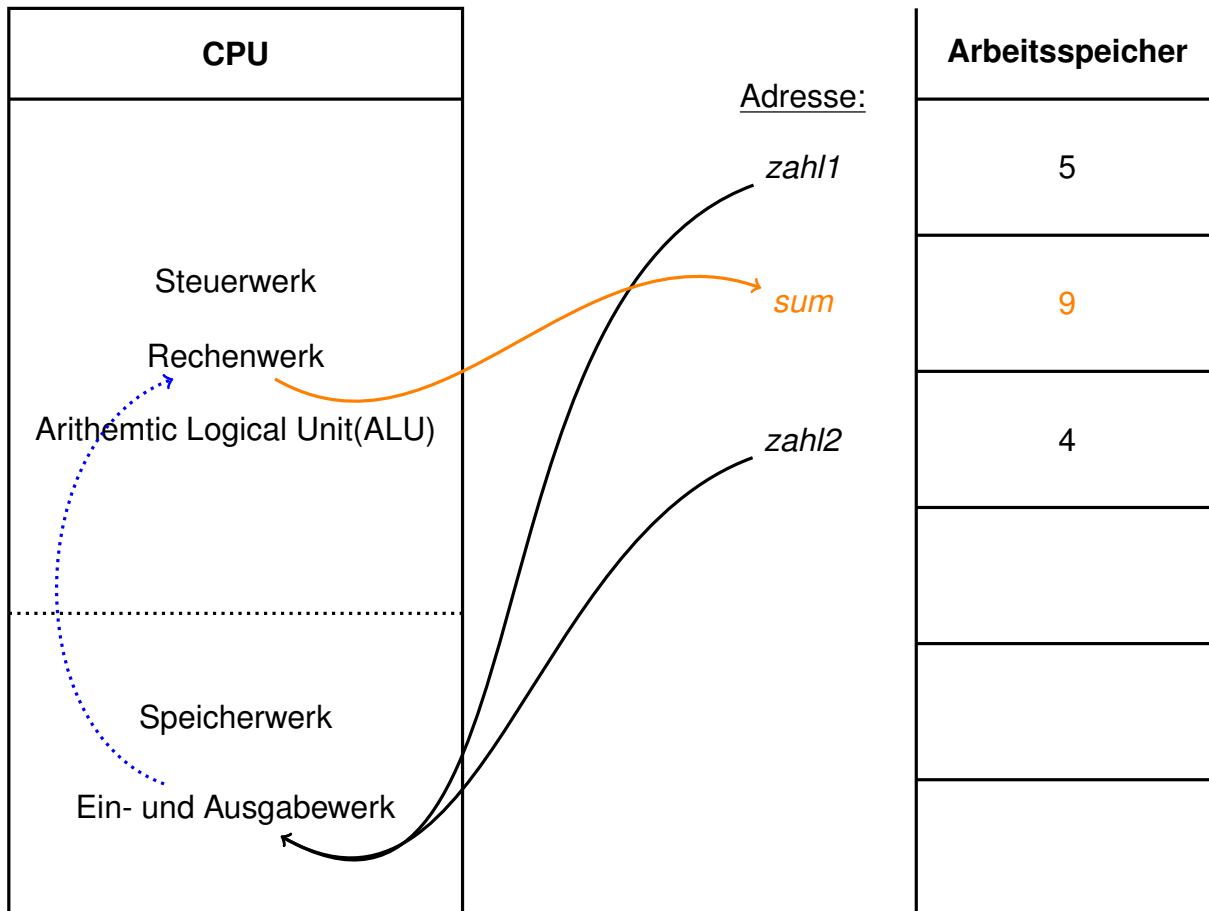 CPU
Steuerwerk
Rechenwerk
Arithemtic Logical Unit(ALU)
Speicherwerk
Ein- und Ausgabewerk
Adresse:
zahl1
sum
zahl2
Arbeitsspeicher
5
9
4